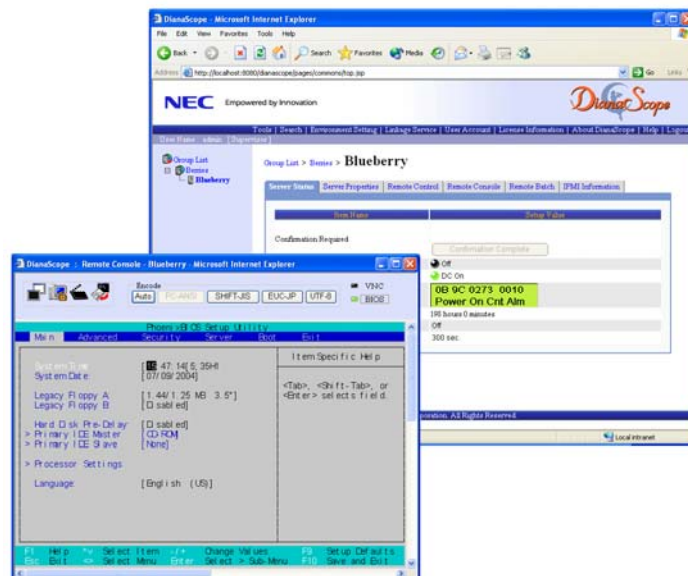 DianaScope - Microsoft Internet Explorer
File Edit View Favorites Tools Help
Back Search Favorites Media
Address http://localhost:8080/dianascope/pages/commons/top.jsp Go Links
NEC Empowered by Innovation DianaScope
Tools | Search | Environment Setting | Linkage Service | User Account | License Information | About DianaScope | Help | Logout
User Name admin [Supervisor]
Group List
Berries
Blueberry
Group List > Berries > Blueberry
Server Status Server Properties Remote Control Remote Console Remote Batch IPMI Information
Item Name Setup Value
Confirmation Required
Confirmation Complete
Off
DC On
0B 9C 0273 0010
Power On Cnt Alm
198 hours 0 minutes
Off
300 sec.
poration. All Rights Reserved.
Local intranet
DianaScope : Remote Console - Blueberry - Microsoft Internet Explorer
Encode
Auto PC-ANSI SHIFT-JIS EUC-JP UTF-8
VNC
BIOS
PhoenixBIOS Setup Utility
Main Advanced Security Server Boot Exit
Item Specific Help
System Time
System Date: [07/09/2004]
<Tab>, <Shift-Tab>, or
<Enter> selects field.
Legacy Floppy A: [1.44/1.25 MB 3.5"]
Legacy Floppy B: [Disabled]
Hard Disk Pre-Delay: [Disabled]
> Primary IDE Master [CD-ROM]
> Primary IDE Slave [None]
> Processor Settings
Language: [English (US)]
F1 Help Select Item -/+ Change Values F9 Setup Defaults
Esc Exit <> Select Menu Enter Select > Sub-Menu F10 Save and Exit